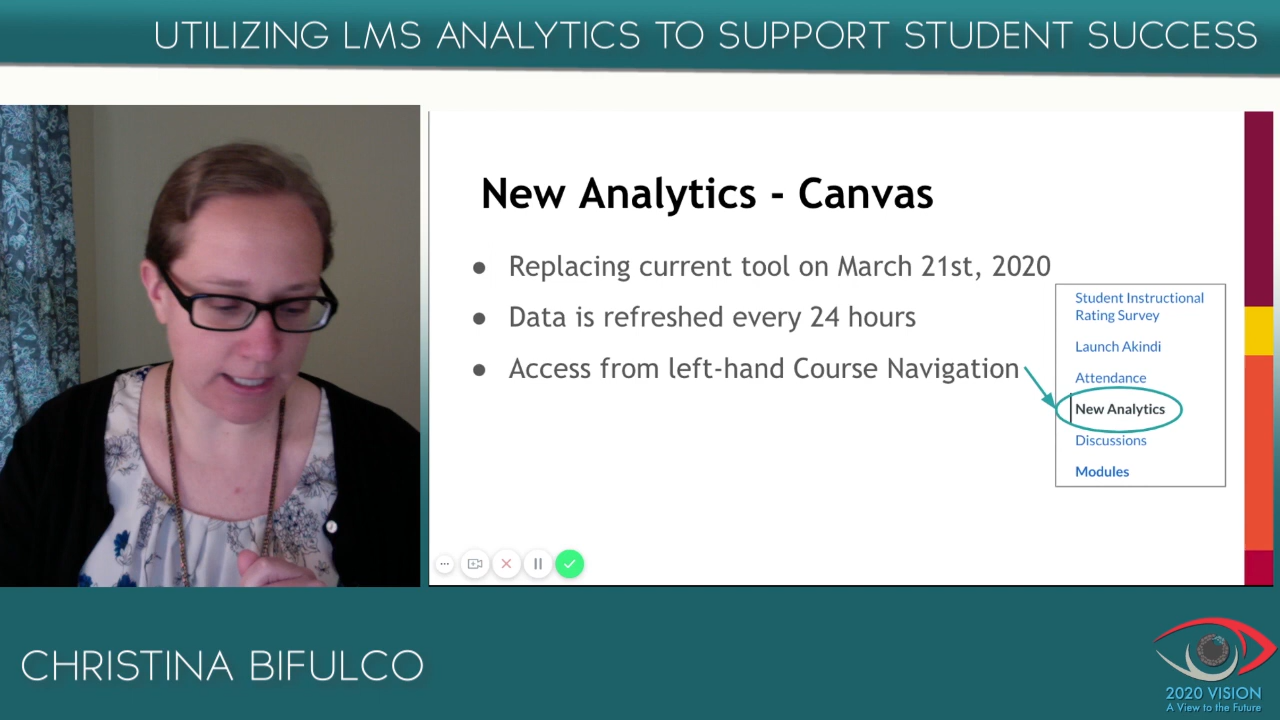 UTILIZING LMS ANALYTICS TO SUPPORT STUDENT SUCCESS
New Analytics - Canvas
● Replacing current tool on March 21st, 2020
● Data is refreshed every 24 hours
● Access from left-hand Course Navigation
Student Instructional
Rating Survey
Launch Akindi
Attendance
New Analytics
Discussions
Modules
CHRISTINA BIFULCO
2020 VISION
A View to the Future